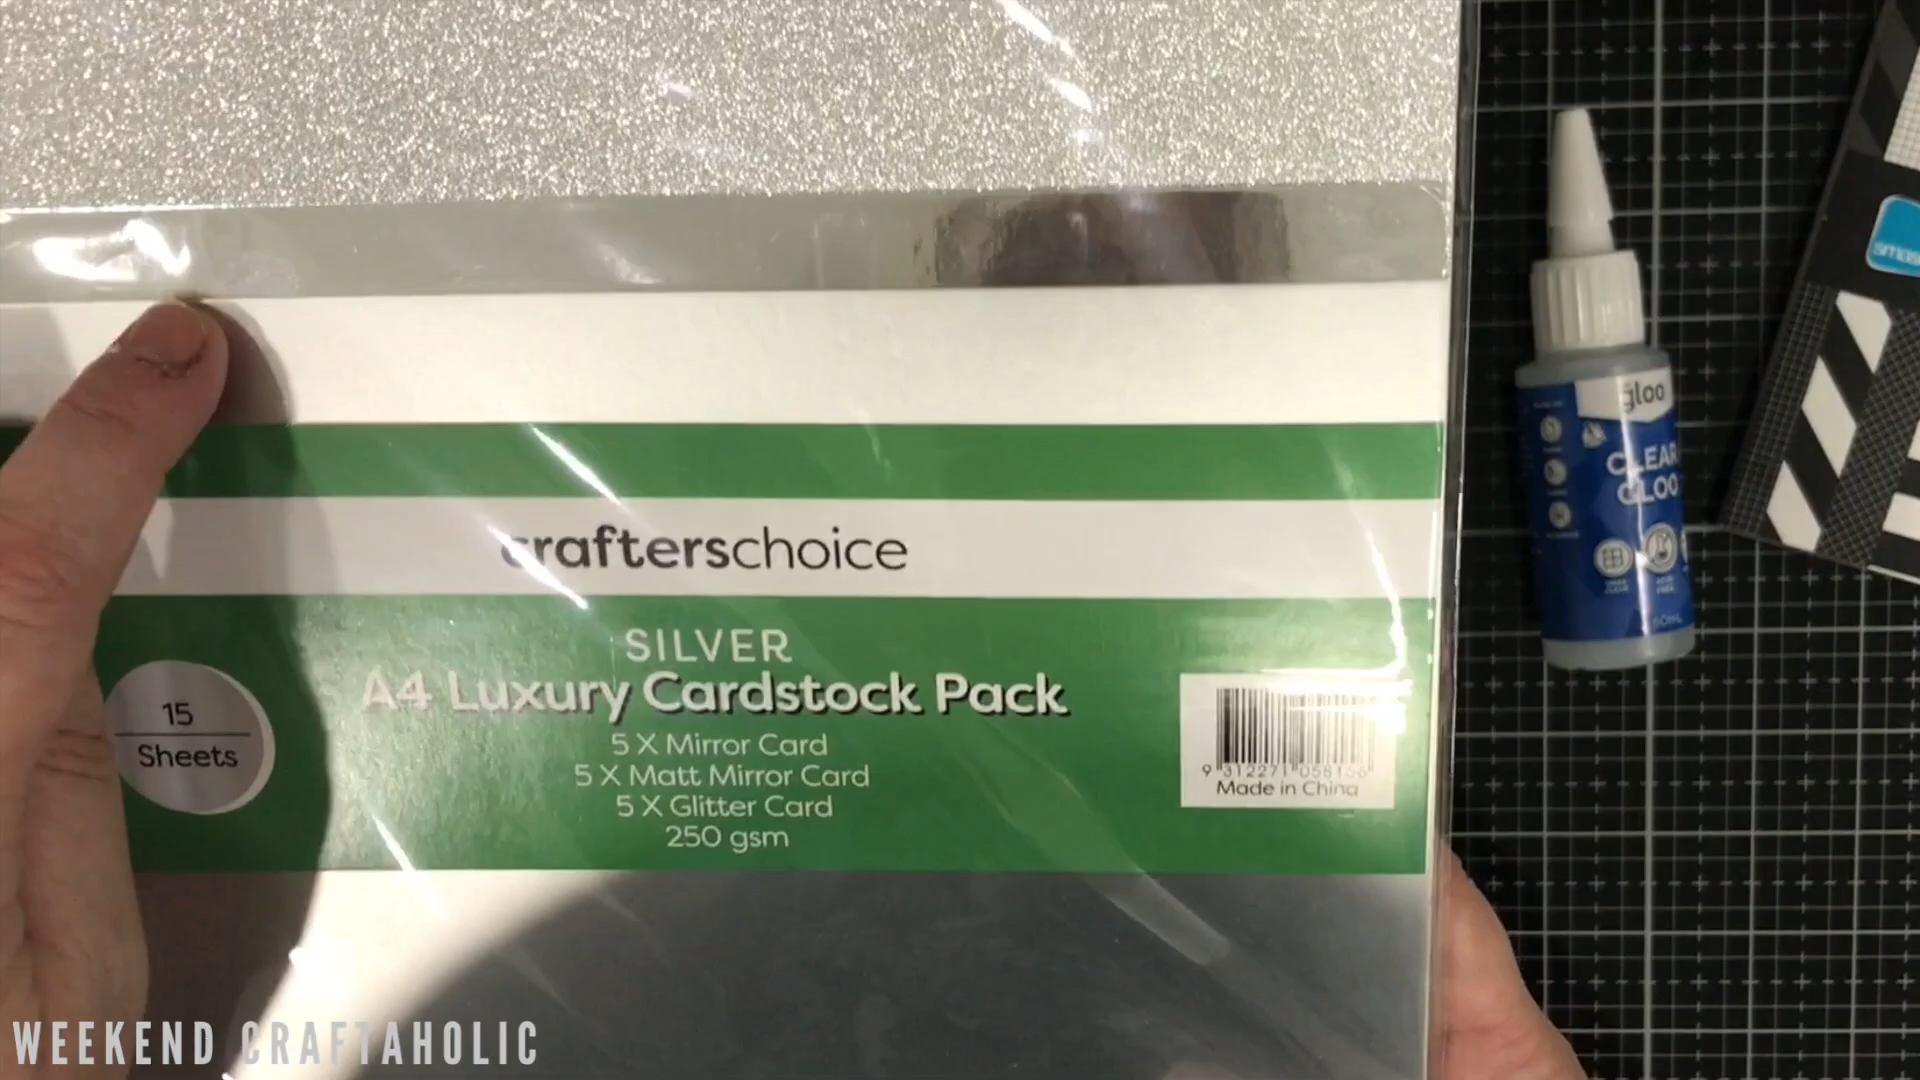 crafterschoice
SILVER
A4 Luxury Cardstock Pack
5 X Mirror Card
5 X Matt Mirror Card
5 X Glitter Card
250 gsm
15
Sheets
Made in China
gloo
CLEAR
GLOO
WEEKEND CRAFTAHOLIC